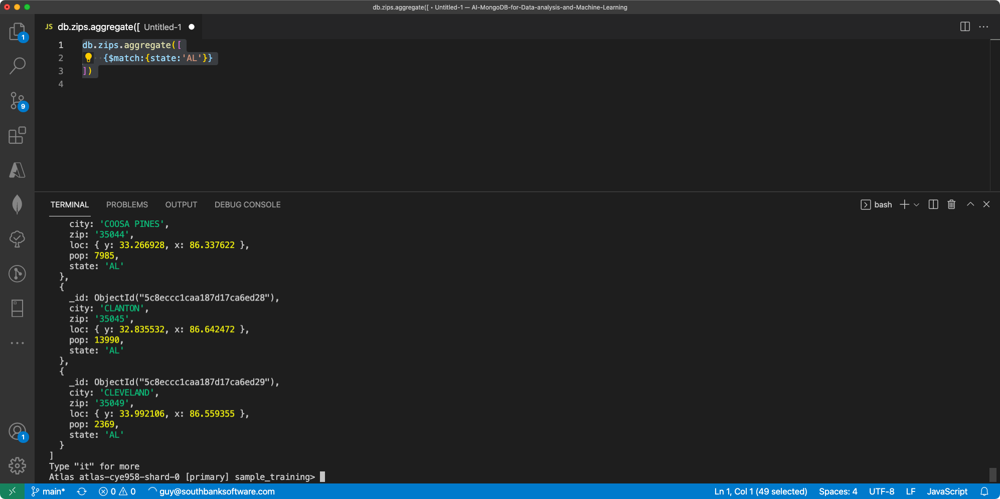 db.zips.aggregate([ • Untitled-1 — AI-MongoDB-for-Data-analysis-and-Machine-Learning
JS db.zips.aggregate([ Untitled-1
1 db.zips.aggregate([
2 {$match:{state:'AL'}}
3 ])
4
1
9
1
TERMINAL PROBLEMS OUTPUT DEBUG CONSOLE bash
city: 'COOSA PINES',
zip: '35044',
loc: { y: 33.266928, x: 86.337622 },
pop: 7985,
state: 'AL'
},
{
_id: ObjectId("5c8eccc1caa187d17ca6ed28"),
city: 'CLANTON',
zip: '35045',
loc: { y: 32.835532, x: 86.642472 },
pop: 13990,
state: 'AL'
},
{
_id: ObjectId("5c8eccc1caa187d17ca6ed29"),
city: 'CLEVELAND',
zip: '35049',
loc: { y: 33.992106, x: 86.559355 },
pop: 2369,
state: 'AL'
}
]
Type "it" for more
Atlas atlas-cye958-shard-0 [primary] sample_training>
main* 0 0 guy@southbanksoftware.com Ln 1, Col 1 (49 selected) Spaces: 4 UTF-8 LF JavaScript